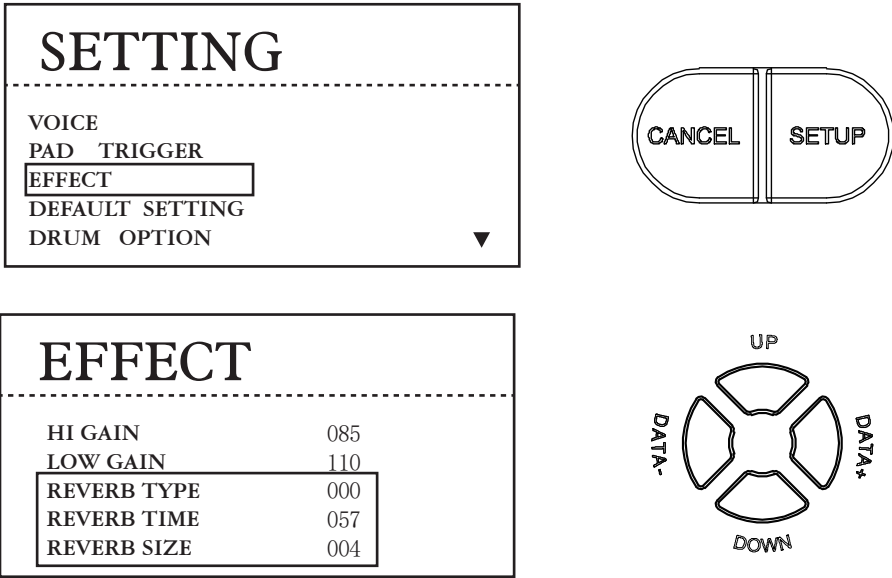 SETTING
VOICE
PAD TRIGGER
EFFECT
DEFAULT SETTING
DRUM OPTION
▼
CANCEL SETUP
EFFECT
HI GAIN 085
LOW GAIN 110
REVERB TYPE 000
REVERB TIME 057
REVERB SIZE 004
UP
DATA-
DATA+
DOWN